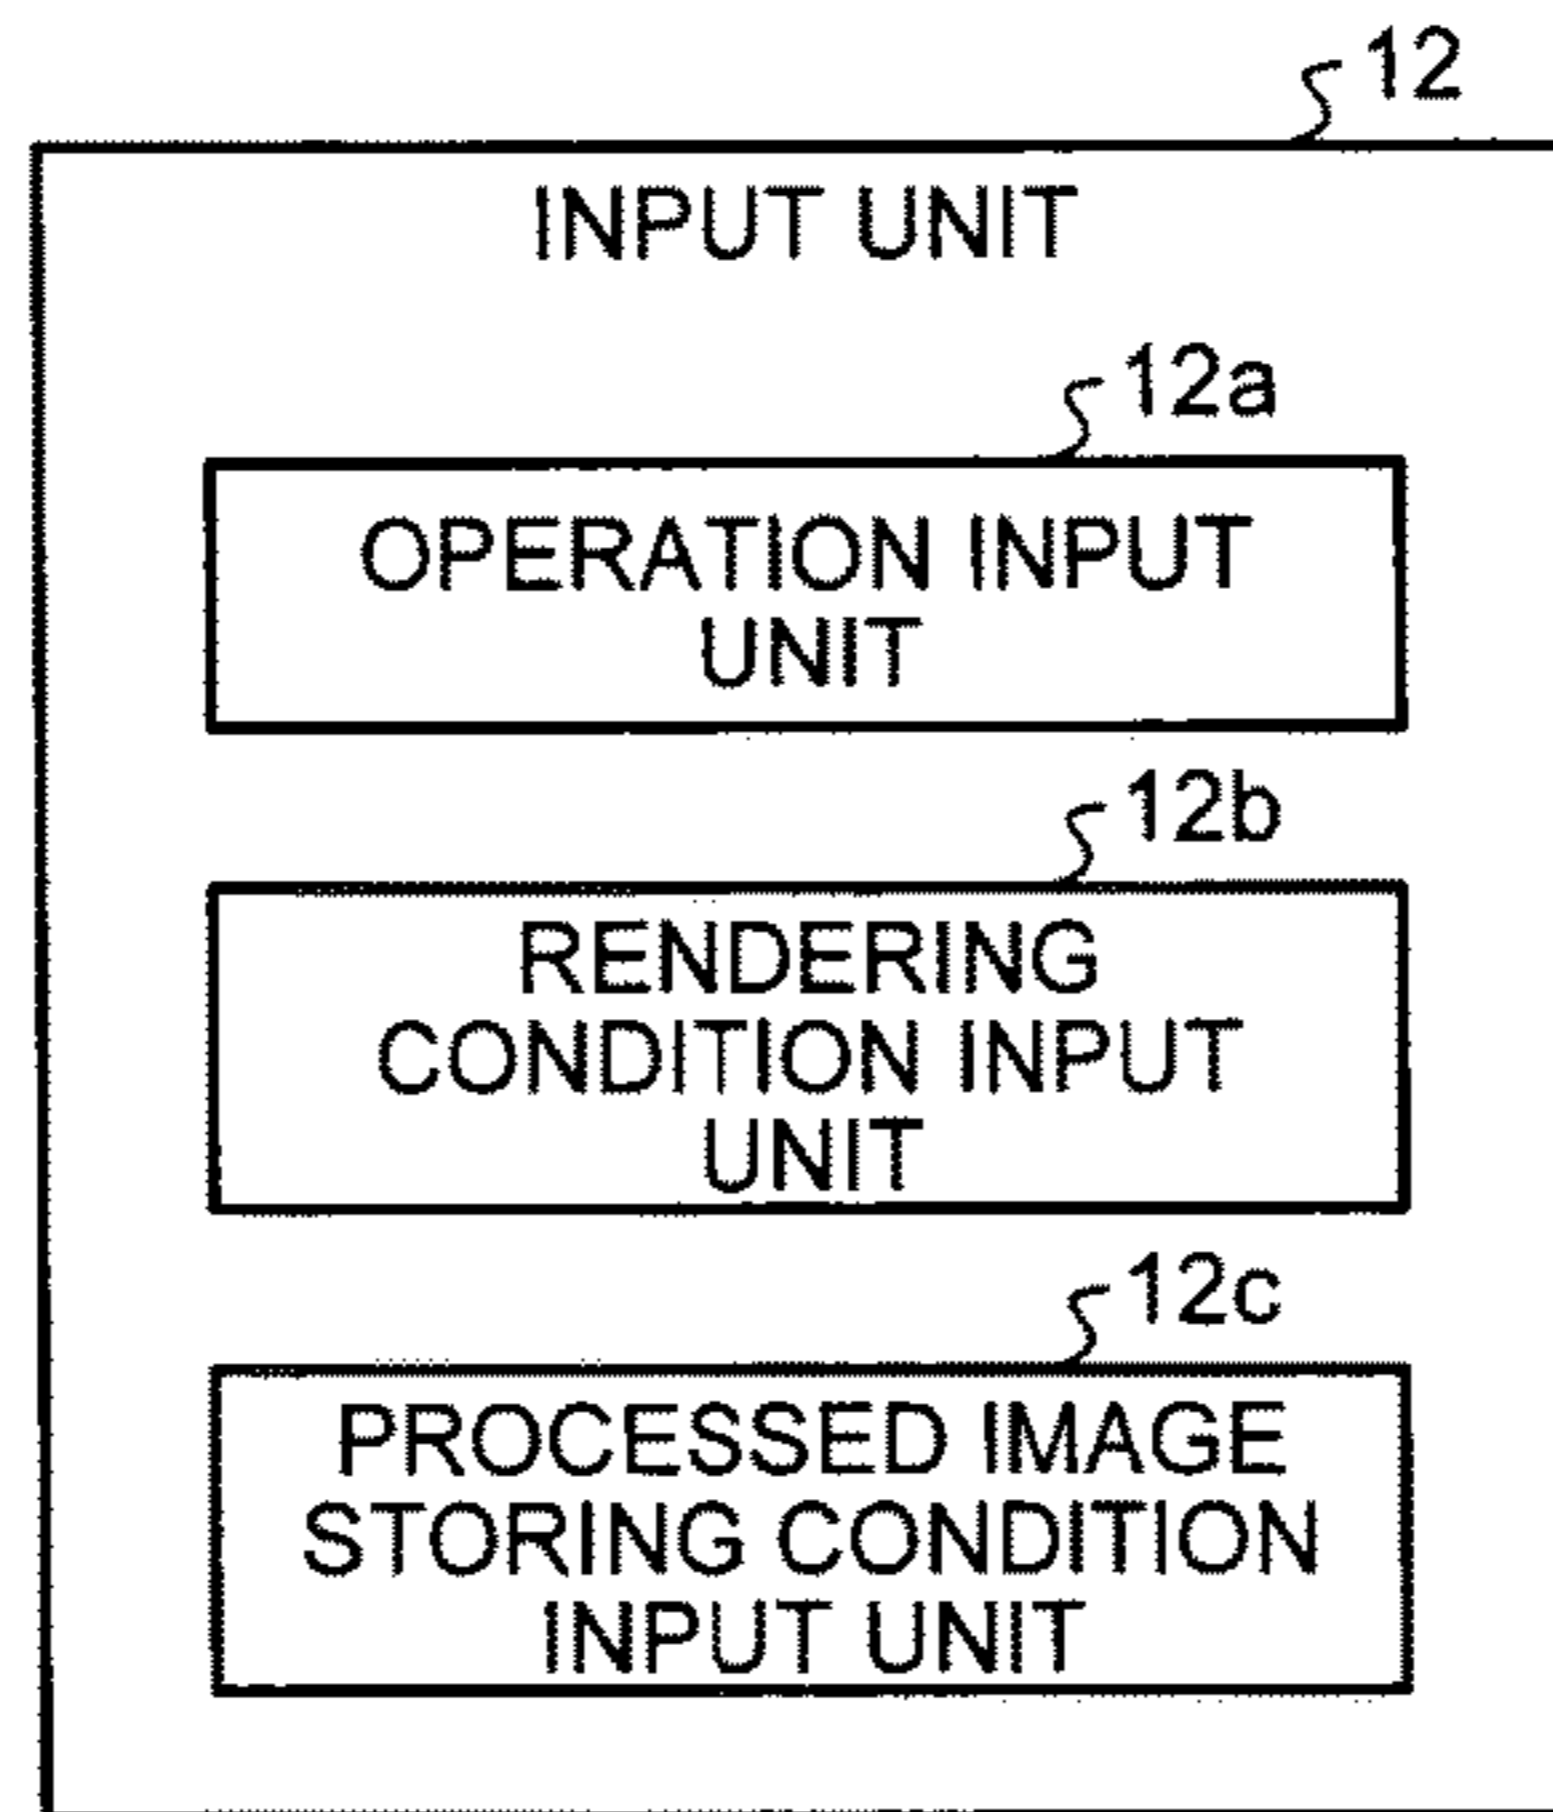 12
INPUT UNIT
12a
OPERATION INPUT
UNIT
12b
RENDERING
CONDITION INPUT
UNIT
12c
PROCESSED IMAGE
STORING CONDITION
INPUT UNIT